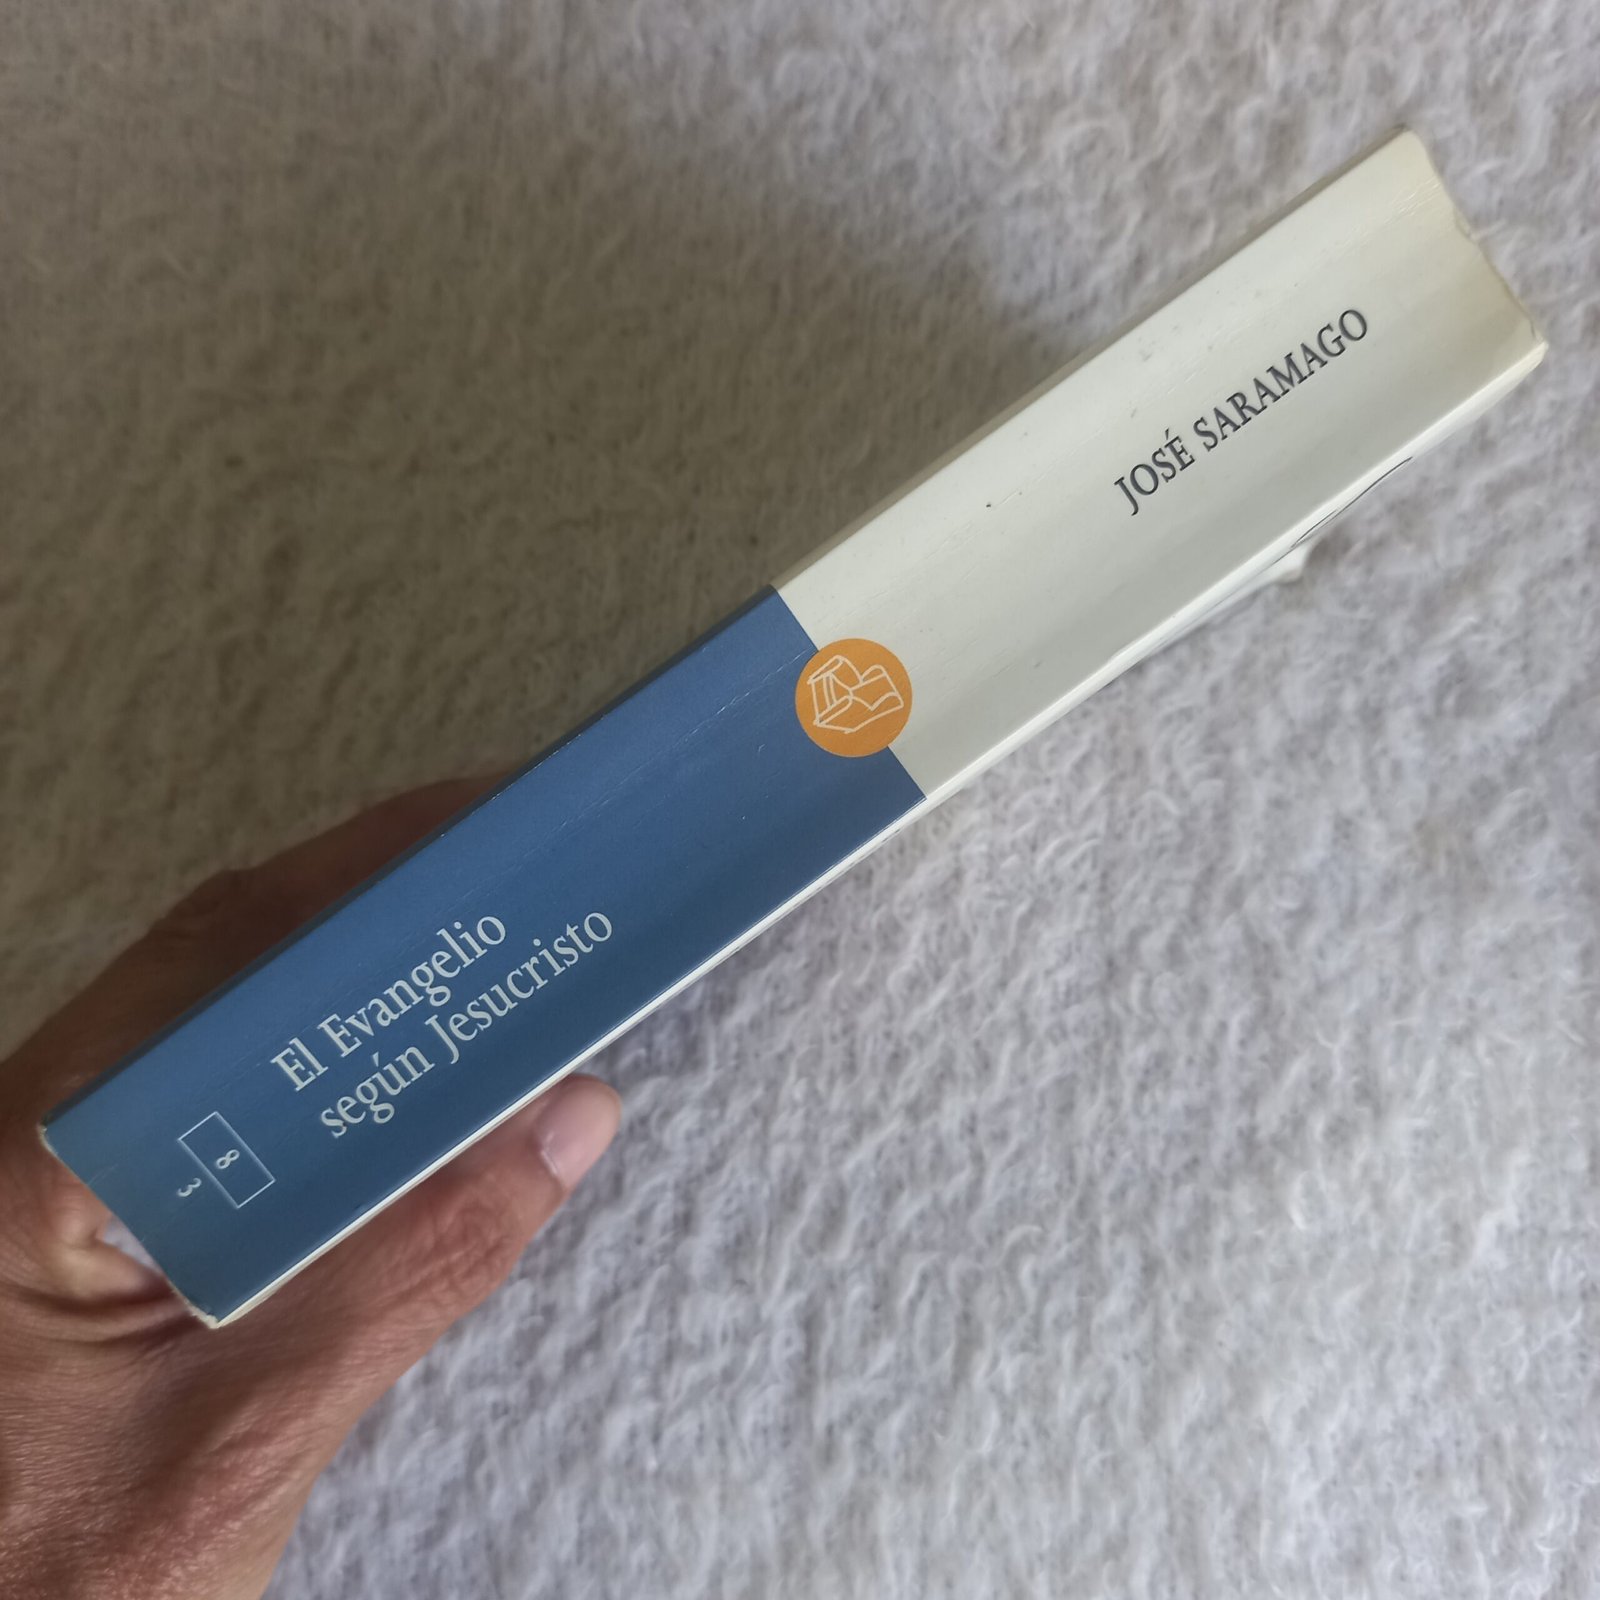 JOSÉ SARAMAGO
El Evangelio
según Jesucristo
8
3